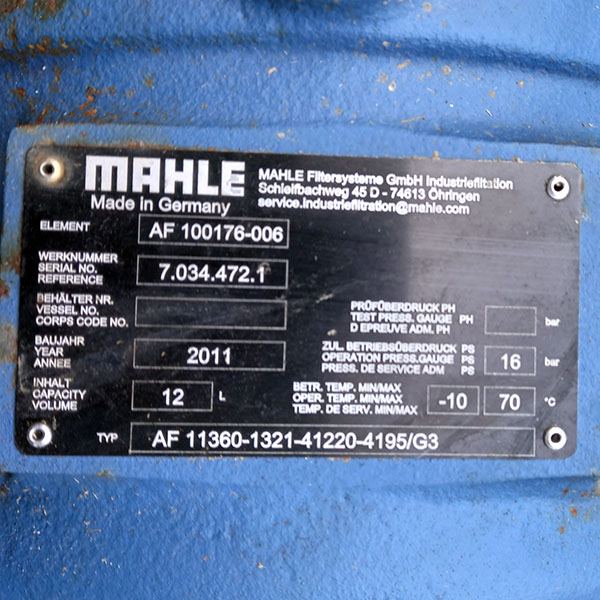 MAHLE
Made in Germany
MAHLE Filtersysteme GmbH Industriefiltation
Schleifbachweg 45 D - 74613 Öhringen
service.industriefiltration@mahle.com
ELEMENT AF 100176-006
WERKNUMMER
SERIAL NO.
REFERENCE
7.034.472.1
BEHÄLTER NR.
VESSEL NO.
CORPS CODE NO.
BAUJAHR
YEAR
ANNEE
2011
INHALT
CAPACITY
VOLUME
12 L
PRÜFÜBERDRUCK PH
TEST PRESS. GAUGE PH
D EPREUVE ADM. PH
bar
ZUL. BETRIEBSÜBERDRUCK PS
OPERATION PRESS.GAUGE PS
PRESS. DE SERVICE ADM PS
16 bar
BETR. TEMP. MIN/MAX
OPER. TEMP. MIN/MAX
TEMP. DE SERV. MIN/MAX
-10 70 °C
TYP AF 11360-1321-41220-4195/G3